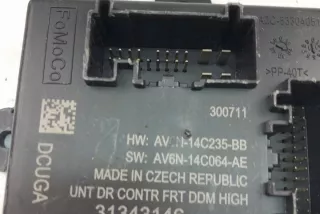 FoMoCo
>PP-40T<
300711
HW: AV6N-14C235-BB
SW: AV6N-14C064-AE
MADE IN CZECH REPUBLIC
DCUGA
UNT DR CONTR FRT DDM HIGH